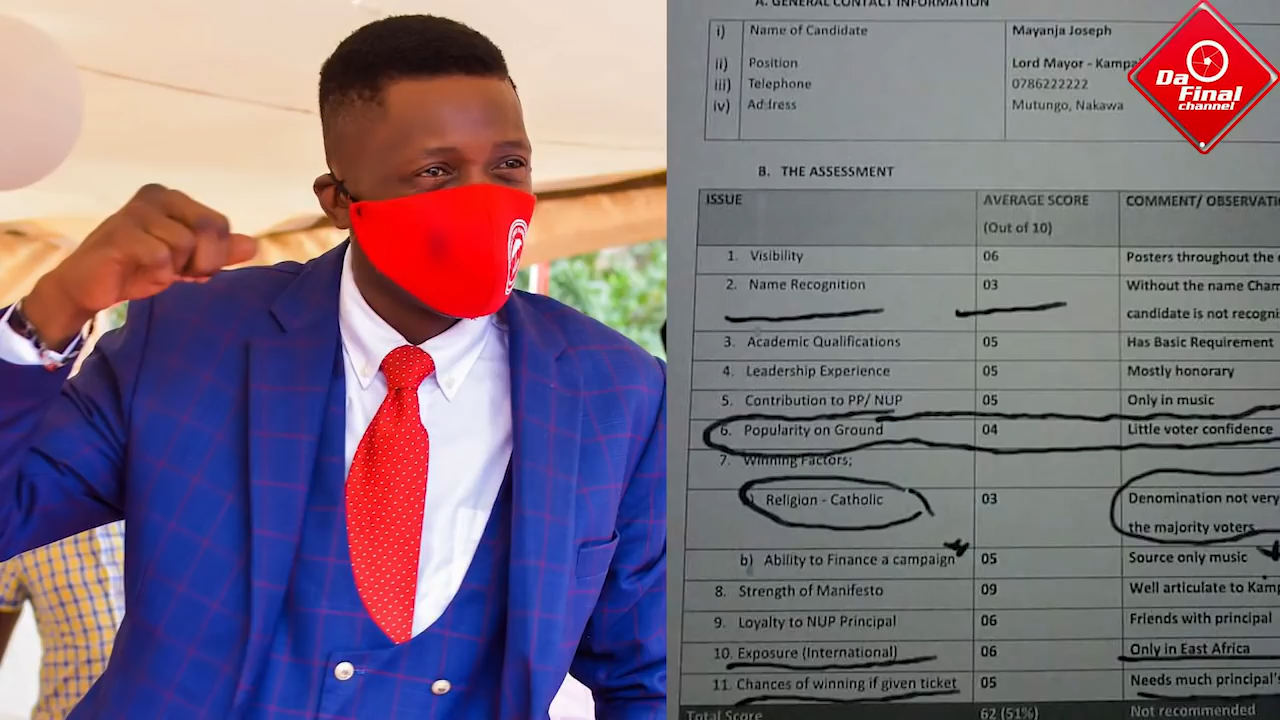 A. GENERAL CONTACT INFORMATION
i) Name of Candidate Mayanja Joseph
ii) Position Lord Mayor - Kampa
iii) Telephone 0786222222
iv) Address Mutungo, Nakawa
Da
Final
channel
B. THE ASSESSMENT
ISSUE AVERAGE SCORE COMMENT/ OBSERVATI
(Out of 10)
1. Visibility 06 Posters throughout the
2. Name Recognition 03 Without the name Cham
candidate is not recogni
3. Academic Qualifications 05 Has Basic Requirement
4. Leadership Experience 05 Mostly honorary
5. Contribution to PP/ NUP 05 Only in music
6. Popularity on Ground 04 Little voter confidence
7. Winning Factors;
) Religion - Catholic 03 Denomination not very
the majority voters
b) Ability to Finance a campaign 05 Source only music
8. Strength of Manifesto 09 Well articulate to Kam
9. Loyalty to NUP Principal 06 Friends with principal
10. Exposure (International) 06 Only in East Africa
11. Chances of winning if given ticket 05 Needs much principal's
Total Score 62 (51%) Not recommended